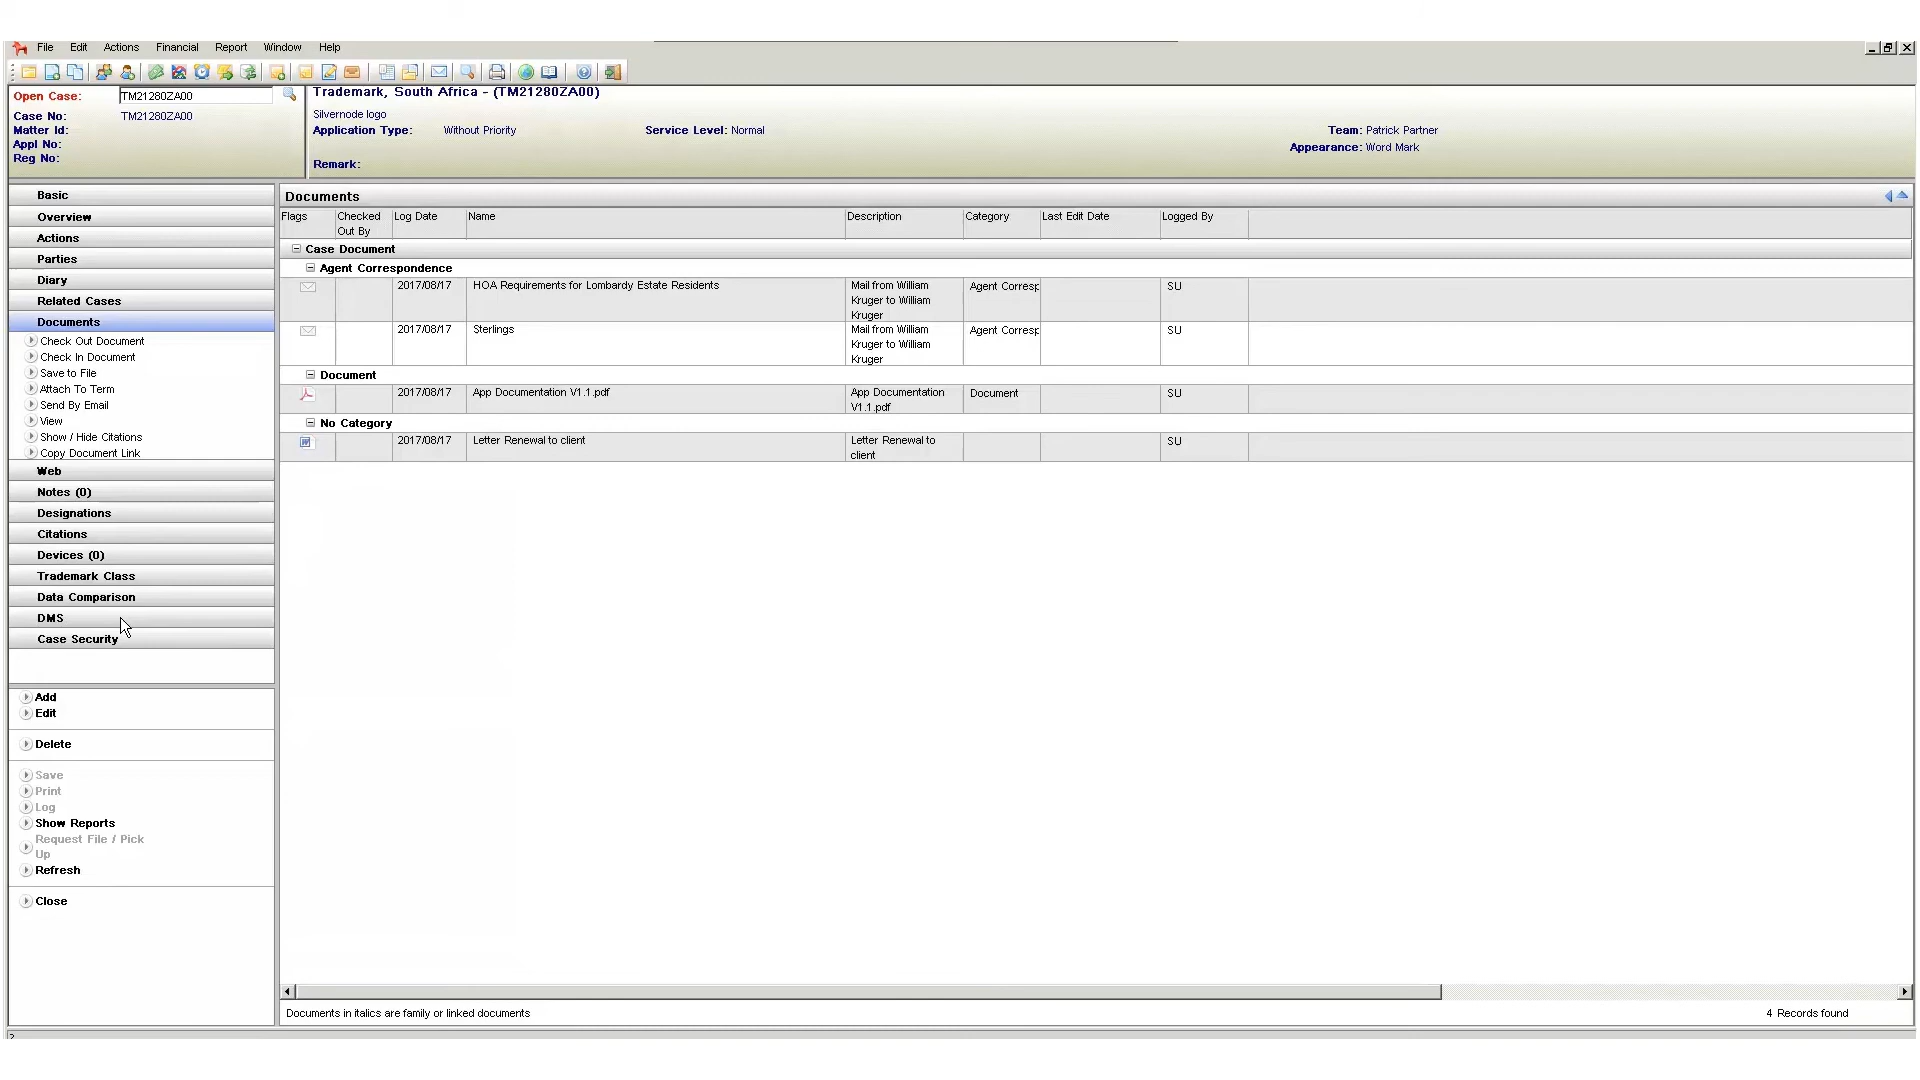 File Edit Actions Financial Report Window Help
Open Case: TM21280ZA00
Case No: TM21280ZA00
Matter Id:
Appl No:
Reg No:
Trademark, South Africa - (TM21280ZA00)
Silvernode logo
Application Type: Without Priority Service Level: Normal Team: Patrick Partner
Appearance: Word Mark
Remark:
Basic
Overview
Actions
Parties
Diary
Related Cases
Documents
Check Out Document
Check In Document
Save to File
Attach To Term
Send By Email
View
Show / Hide Citations
Copy Document Link
Web
Notes (0)
Designations
Citations
Devices (0)
Trademark Class
Data Comparison
DMS
Case Security
Add
Edit
Delete
Save
Print
Log
Show Reports
Request File / Pick
Up
Refresh
Close
Documents
Flags Checked Log Date Name Description Category Last Edit Date Logged By
Out By
Case Document
Agent Correspondence
2017/08/17 HOA Requirements for Lombardy Estate Residents Mail from William Agent Corresp SU
Kruger to William
Kruger
2017/08/17 Sterlings Mail from William Agent Corresp SU
Kruger to William
Kruger
Document
2017/08/17 App Documentation V1.1.pdf App Documentation Document SU
V1.1.pdf
No Category
2017/08/17 Letter Renewal to client Letter Renewal to SU
client
Documents in italics are family or linked documents 4 Records found